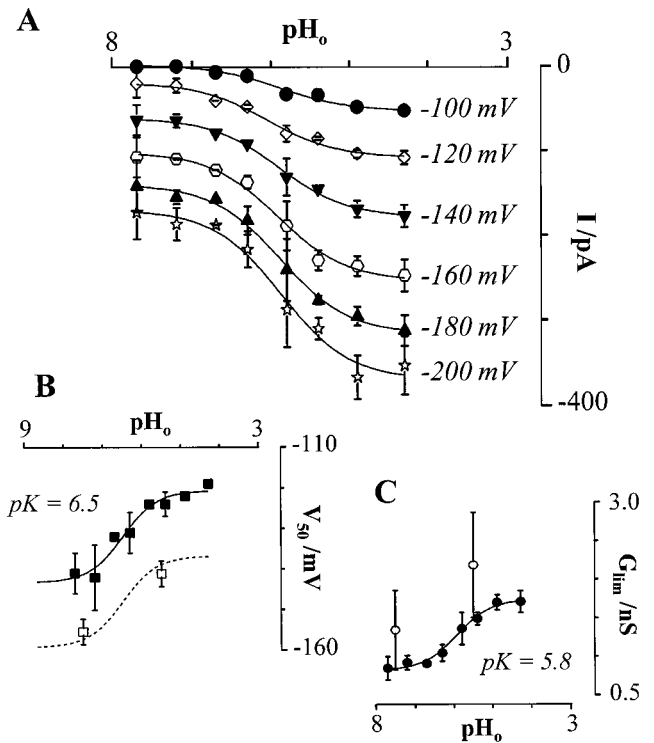 A
pHo
8
3
0
-100 mV
-120 mV
-140 mV
-160 mV
-180 mV
-200 mV
I /pA
-400
B
pHo
9
3
-110
pK = 6.5
V50 /mV
-160
C
3.0
Glim /nS
pK = 5.8
0.5
8
pHo
3